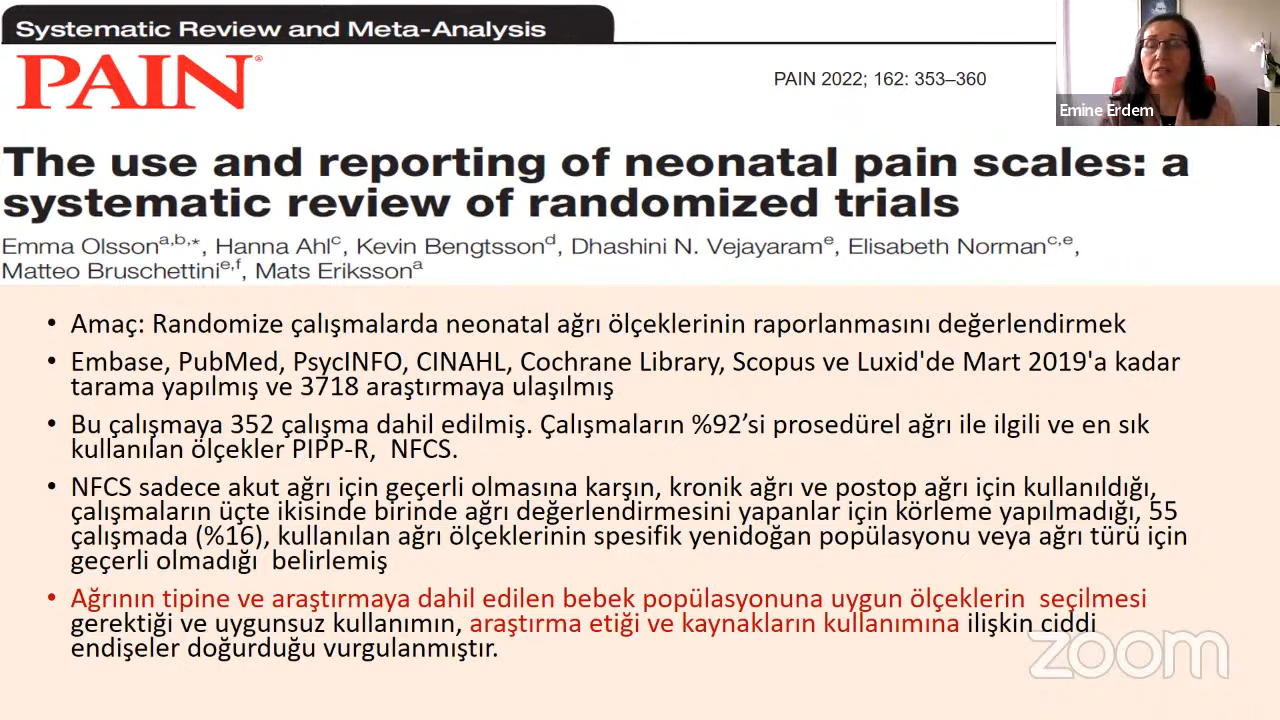 Systematic Review and Meta-Analysis
PAIN®
PAIN 2022; 162: 353–360
Emine Erdem
The use and reporting of neonatal pain scales: a
systematic review of randomized trials
Emma Olssona,b,*, Hanna Ahlc, Kevin Bengtssond, Dhashini N. Vejayarame, Elisabeth Normanc,e,
Matteo Bruschettinie,f, Mats Erikssona
• Amaç: Randomize çalışmalarda neonatal ağrı ölçeklerinin raporlanmasını değerlendirmek
• Embase, PubMed, PsycINFO, CINAHL, Cochrane Library, Scopus ve Luxid'de Mart 2019'a kadar
tarama yapılmış ve 3718 araştırmaya ulaşılmış
• Bu çalışmaya 352 çalışma dahil edilmiş. Çalışmaların %92’si prosedürel ağrı ile ilgili ve en sık
kullanılan ölçekler PIPP-R, NFCS.
• NFCS sadece akut ağrı için geçerli olmasına karşın, kronik ağrı ve postop ağrı için kullanıldığı,
çalışmaların üçte ikisinde birinde ağrı değerlendirmesini yapanlar için körleme yapılmadığı, 55
çalışmada (%16), kullanılan ağrı ölçeklerinin spesifik yenidoğan popülasyonu veya ağrı türü için
geçerli olmadığı belirlemiş
• Ağrının tipine ve araştırmaya dahil edilen bebek popülasyonuna uygun ölçeklerin seçilmesi
gerektiği ve uygunsuz kullanımın, araştırma etiği ve kaynakların kullanımına ilişkin ciddi
endişeler doğurduğu vurgulanmıştır.
zoom